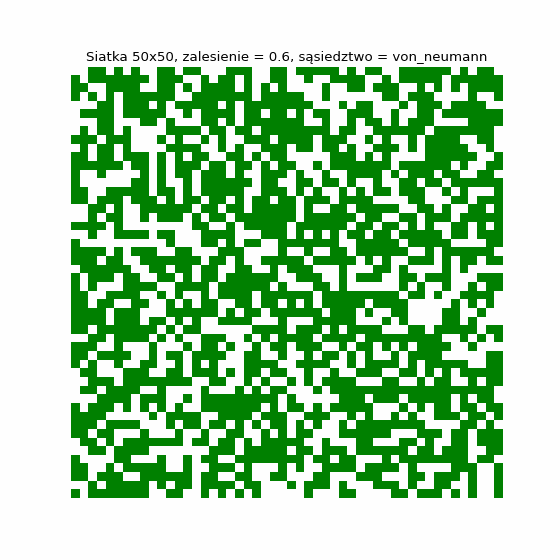 Siatka 50x50, zalesienie = 0.6, sąsiedztwo = von_neumann